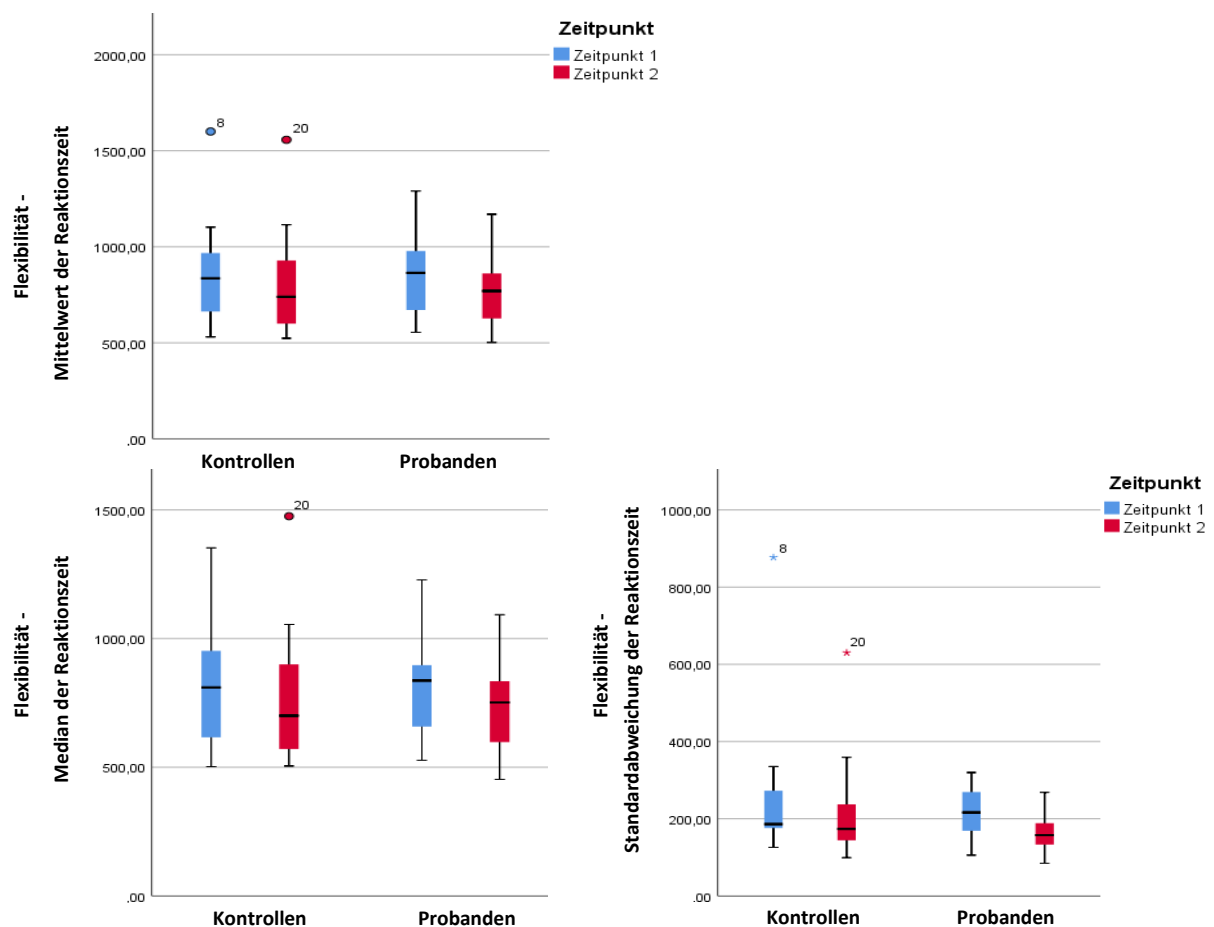 Zeitpunkt
Zeitpunkt 1
Zeitpunkt 2
Flexibilität -
Mittelwert der Reaktionszeit
2000,00
1500,00
1000,00
500,00
,00
8
20
Kontrollen
Probanden
Flexibilität -
Median der Reaktionszeit
1500,00
1000,00
500,00
,00
20
Kontrollen
Probanden
Zeitpunkt
Zeitpunkt 1
Zeitpunkt 2
Flexibilität -
Standardabweichung der Reaktionszeit
1000,00
800,00
600,00
400,00
200,00
,00
8
20
Kontrollen
Probanden